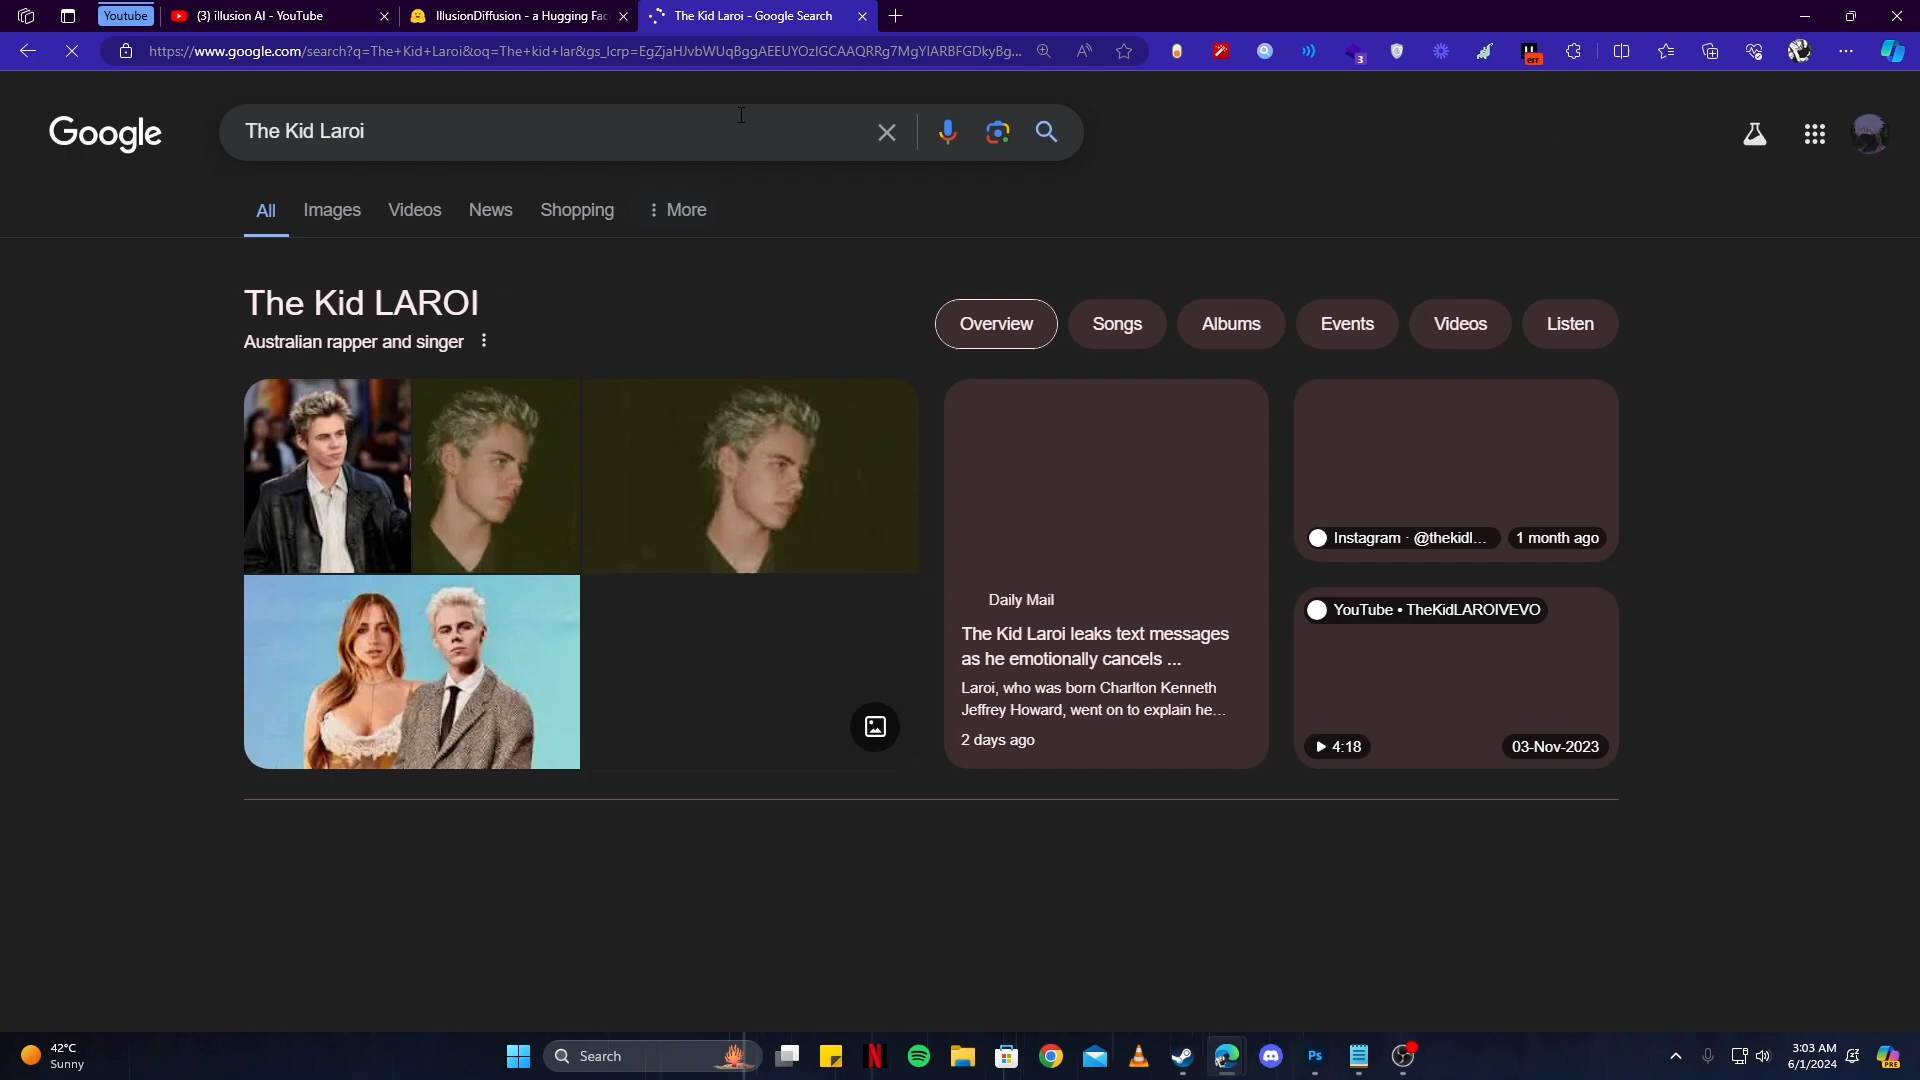 Youtube
(3) illusion AI - YouTube
IllusionDiffusion - a Hugging Fac
The Kid Laroi - Google Search
https://www.google.com/search?q=The+Kid+Laroi&oq=The+kid+lar&gs_lcrp=EgZjaHJvbWUqBggAEEUYOzIGCAAQRRg7MgYIARBFGDkyBg...
3
err
Google
The Kid Laroi
All
Images
Videos
News
Shopping
More
The Kid LAROI
Australian rapper and singer
Overview
Songs
Albums
Events
Videos
Listen
Instagram · @thekidl...
1 month ago
Daily Mail
The Kid Laroi leaks text messages
as he emotionally cancels ...
Laroi, who was born Charlton Kenneth
Jeffrey Howard, went on to explain he...
2 days ago
YouTube • TheKidLAROIVEVO
4:18
03-Nov-2023
42°C
Sunny
Search
Ps
3:03 AM
6/1/2024
PRE